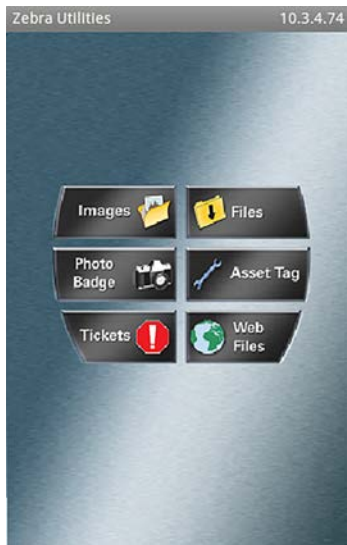 Zebra Utilities 10.3.4.74
Images
Files
Photo
Badge
Asset Tag
Tickets
Web
Files